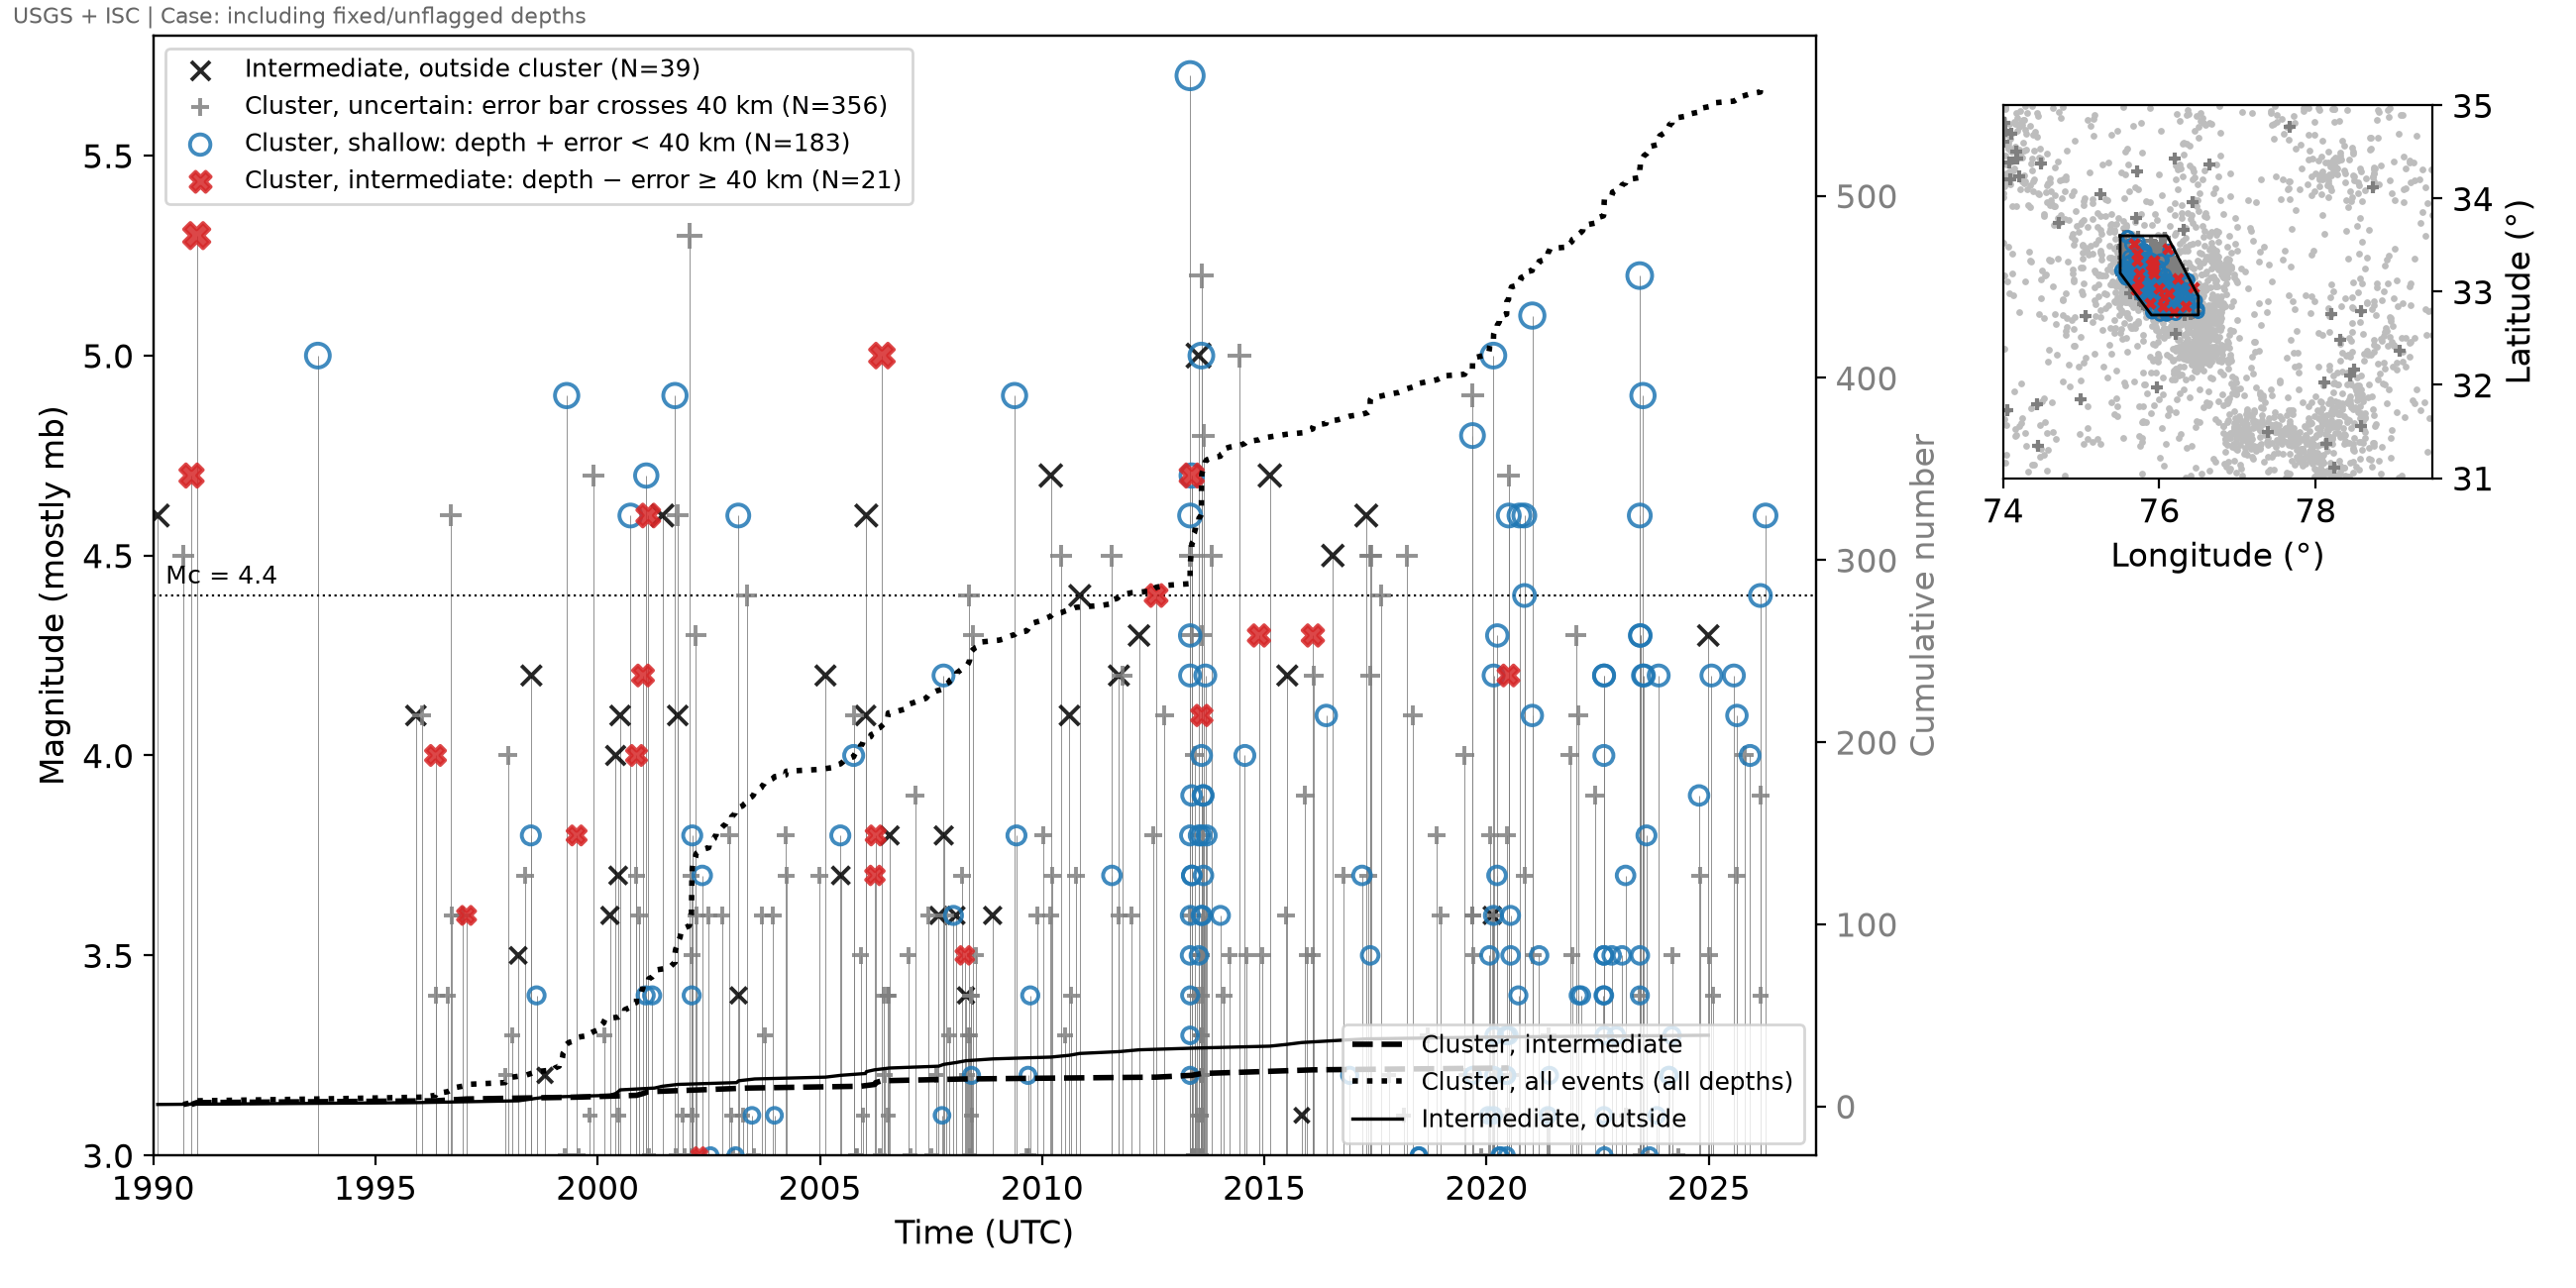 USGS + ISC | Case: including fixed/unflagged depths
Intermediate, outside cluster (N=39)
Cluster, uncertain: error bar crosses 40 km (N=356)
Cluster, shallow: depth + error < 40 km (N=183)
Cluster, intermediate: depth − error ≥ 40 km (N=21)
Mc = 4.4
Magnitude (mostly mb)
5.5
5.0
4.5
4.0
3.5
3.0
1990
1995
2000
2005
2010
2015
2020
2025
Time (UTC)
500
400
300
200
100
0
Cumulative number
Cluster, intermediate
Cluster, all events (all depths)
Intermediate, outside
35
34
33
32
31
Latitude (°)
74
76
78
Longitude (°)